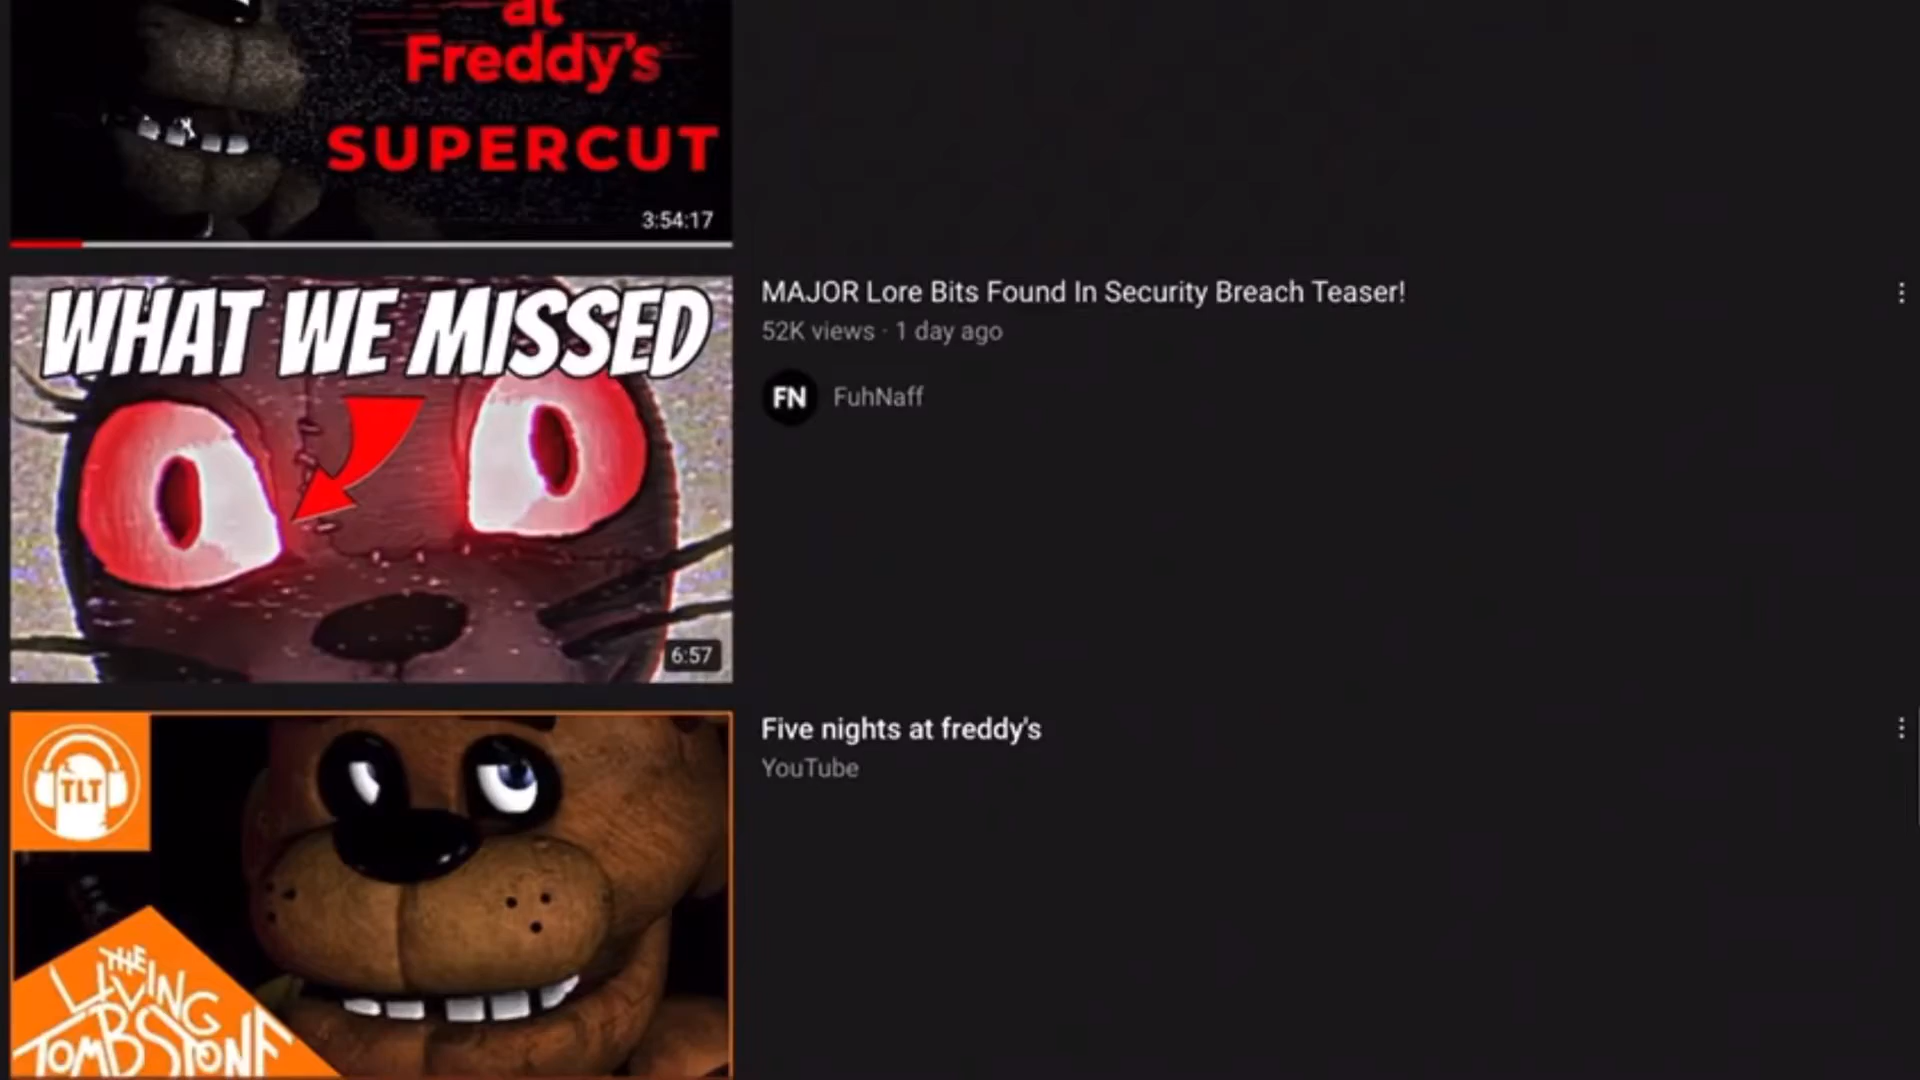 at
Freddy's
SUPERCUT
3:54:17
WHAT WE MISSED
6:57
MAJOR Lore Bits Found In Security Breach Teaser!
52K views · 1 day ago
FN
FuhNaff
TLT
THE
LIVING
TOMBSTONE
Five nights at freddy's
YouTube